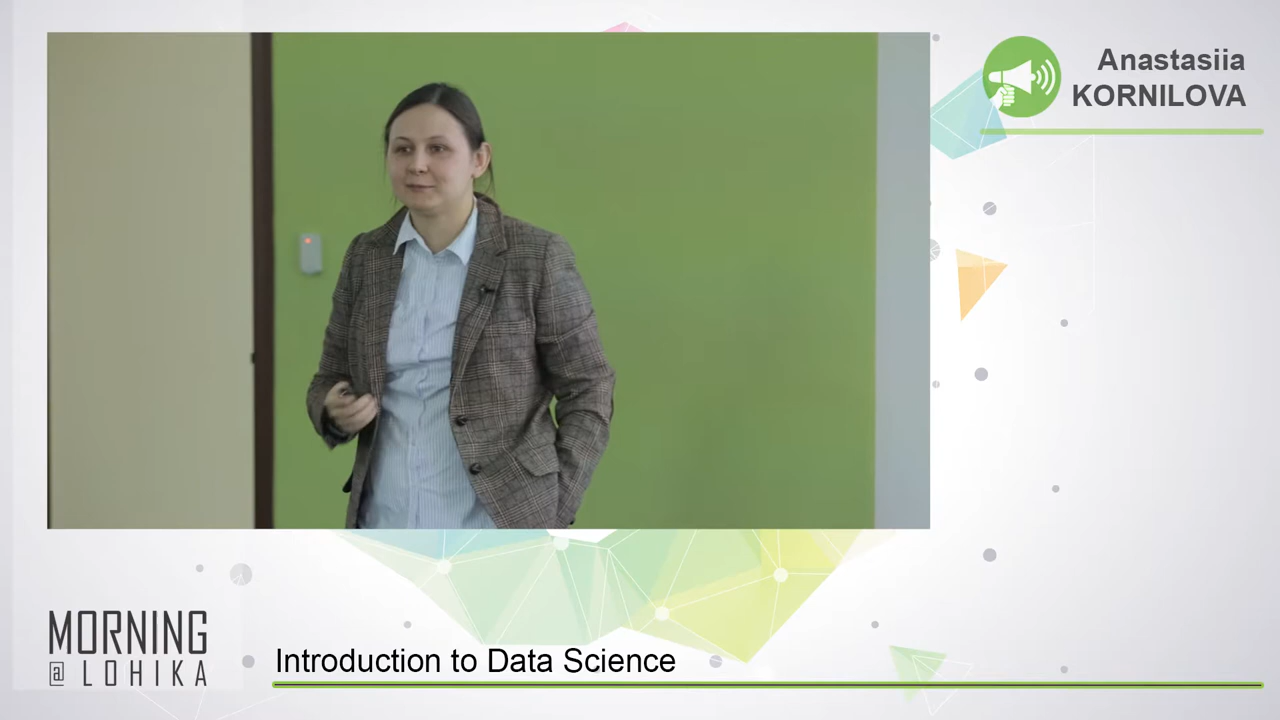 Anastasiia
KORNILOVA
MORNING
@ LOHIKA
Introduction to Data Science